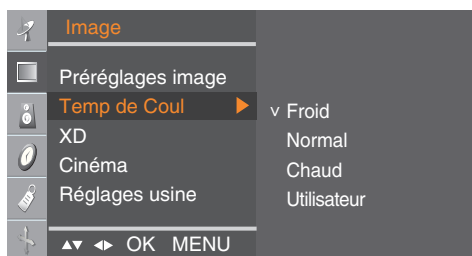 Image
Préréglages image
Temp de Coul
XD
Cinéma
Réglages usine
v Froid
Normal
Chaud
Utilisateur
OK MENU